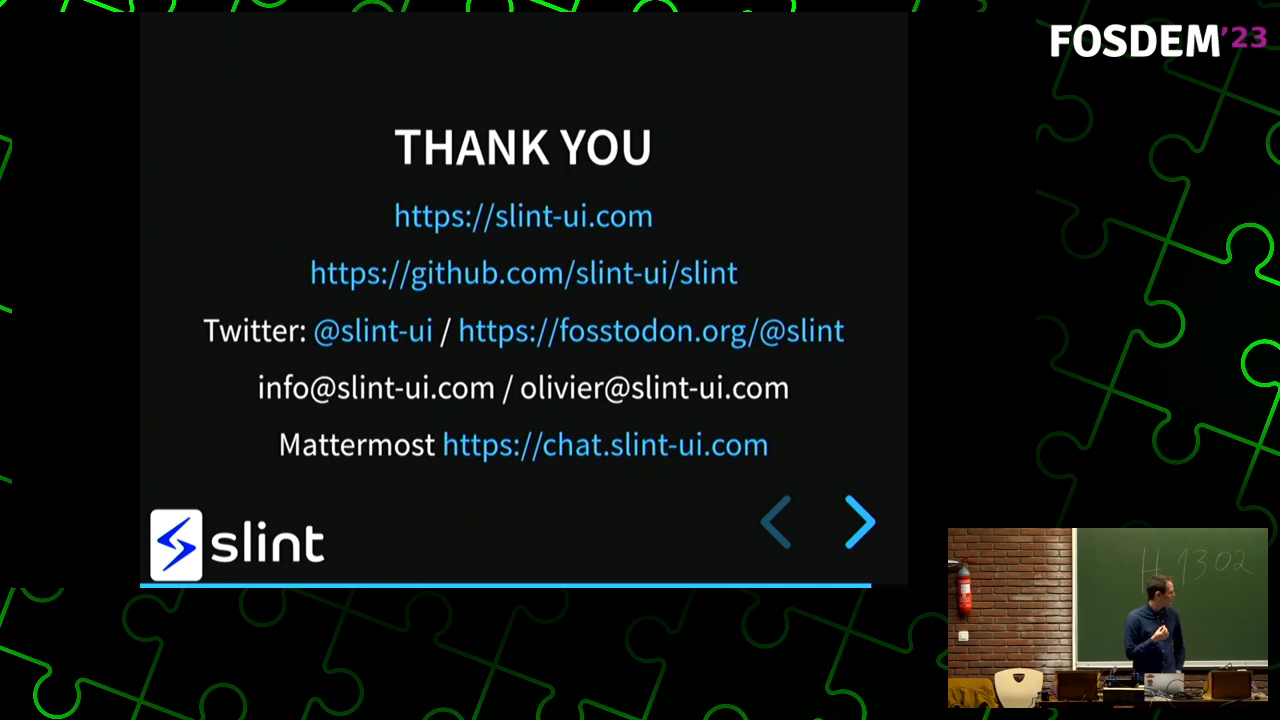 FOSDEM'23
THANK YOU
https://slint-ui.com
https://github.com/slint-ui/slint
Twitter: @slint-ui / https://fosstodon.org/@slint
info@slint-ui.com / olivier@slint-ui.com
Mattermost https://chat.slint-ui.com
slint
H.1302